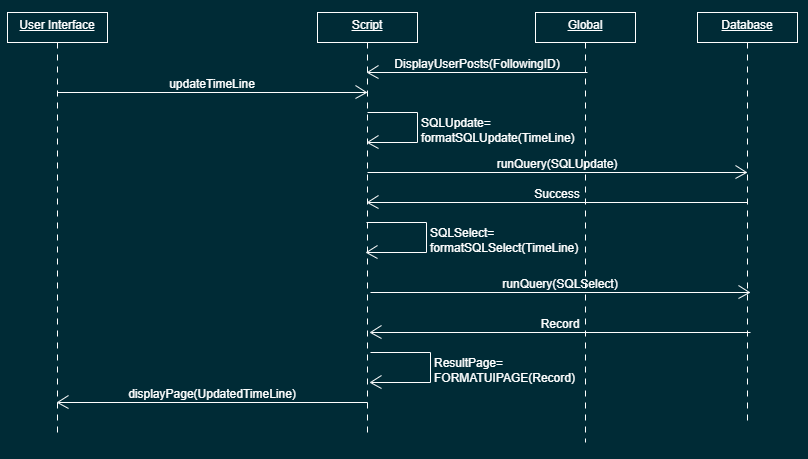 User Interface
Script
Global
Database
DisplayUserPosts(FollowingID)
updateTimeLine
SQLUpdate=
formatSQLUpdate(TimeLine)
runQuery(SQLUpdate)
Success
SQLSelect=
formatSQLSelect(TimeLine)
runQuery(SQLSelect)
Record
ResultPage=
FORMATUIPAGE(Record)
displayPage(UpdatedTimeLine)